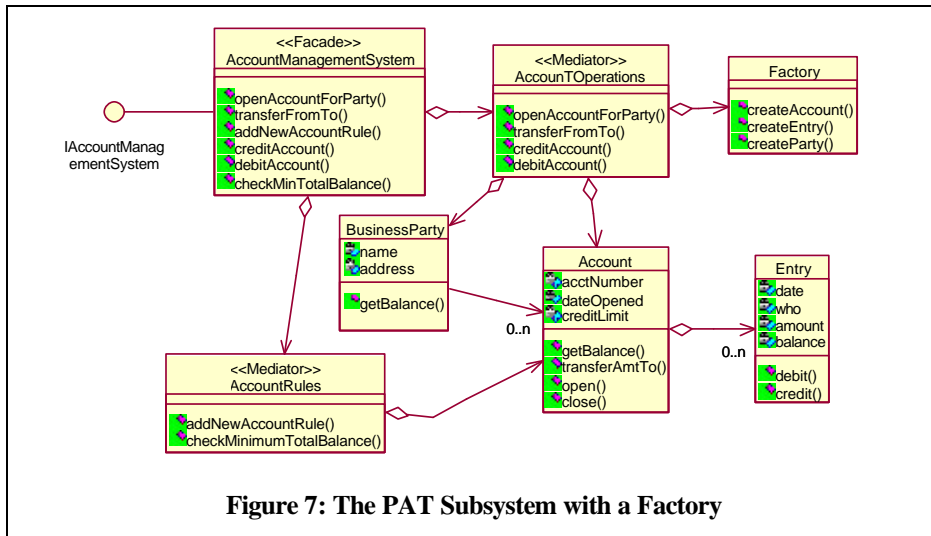 <<Facade>>
AccountManagementSystem
openAccountForParty()
transferFromTo()
addNewAccountRule()
creditAccount()
debitAccount()
checkMinTotalBalance()
IAccountManag
ementSystem
<<Mediator>>
AccounTOperations
openAccountForParty()
transferFromTo()
creditAccount()
debitAccount()
Factory
createAccount()
createEntry()
createParty()
BusinessParty
name
address
getBalance()
0..n
Account
acctNumber
dateOpened
creditLimit
getBalance()
transferAmtTo()
open()
close()
0..n
Entry
date
who
amount
balance
debit()
credit()
<<Mediator>>
AccountRules
addNewAccountRule()
checkMinimumTotalBalance()
Figure 7: The PAT Subsystem with a Factory